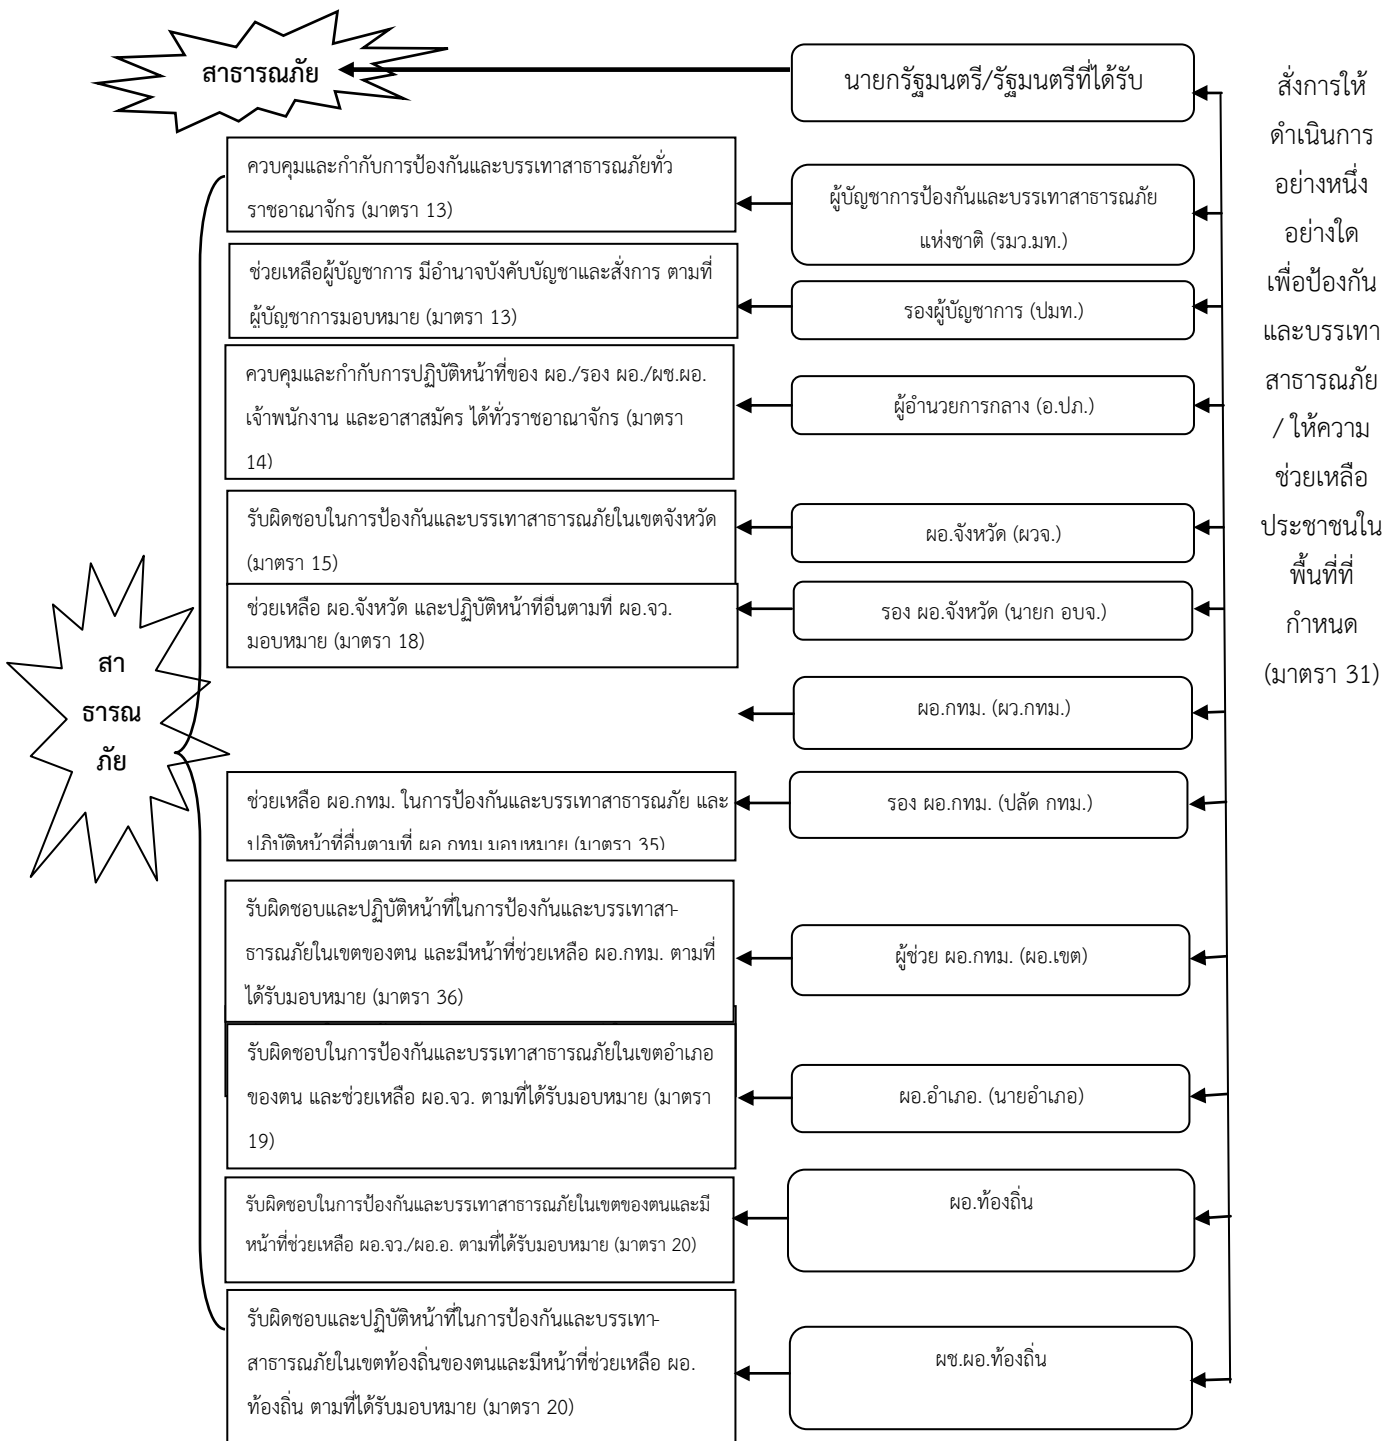 สาธารณภัย
นายกรัฐมนตรี/รัฐมนตรีที่ได้รับ
ควบคุมและกำกับการป้องกันและบรรเทาสาธารณภัยทั่ว
ราชอาณาจักร (มาตรา 13)
ผู้บัญชาการป้องกันและบรรเทาสาธารณภัย
แห่งชาติ (รมว.มท.)
ช่วยเหลือผู้บัญชาการ มีอำนาจบังคับบัญชาและสั่งการ ตามที่
ผู้บัญชาการมอบหมาย (มาตรา 13)
รองผู้บัญชาการ (ปมท.)
ควบคุมและกำกับการปฏิบัติหน้าที่ของ ผอ./รอง ผอ./ผช.ผอ.
เจ้าพนักงาน และอาสาสมัคร ได้ทั่วราชอาณาจักร (มาตรา
14)
ผู้อำนวยการกลาง (อ.ปภ.)
รับผิดชอบในการป้องกันและบรรเทาสาธารณภัยในเขตจังหวัด
(มาตรา 15)
ผอ.จังหวัด (ผวจ.)
ช่วยเหลือ ผอ.จังหวัด และปฏิบัติหน้าที่อื่นตามที่ ผอ.จว.
มอบหมาย (มาตรา 18)
รอง ผอ.จังหวัด (นายก อบจ.)
ผอ.กทม. (ผว.กทม.)
ช่วยเหลือ ผอ.กทม. ในการป้องกันและบรรเทาสาธารณภัย และ
ปฏิบัติหน้าที่อื่นตามที่ ผอ.กทม.มอบหมาย (มาตรา 35)
รอง ผอ.กทม. (ปลัด กทม.)
รับผิดชอบและปฏิบัติหน้าที่ในการป้องกันและบรรเทาสา-
ธารณภัยในเขตของตน และมีหน้าที่ช่วยเหลือ ผอ.กทม. ตามที่
ได้รับมอบหมาย (มาตรา 36)
ผู้ช่วย ผอ.กทม. (ผอ.เขต)
รับผิดชอบในการป้องกันและบรรเทาสาธารณภัยในเขตอำเภอ
ของตน และช่วยเหลือ ผอ.จว. ตามที่ได้รับมอบหมาย (มาตรา
19)
ผอ.อำเภอ. (นายอำเภอ)
รับผิดชอบในการป้องกันและบรรเทาสาธารณภัยในเขตของตนและมี
หน้าที่ช่วยเหลือ ผอ.จว./ผอ.อ. ตามที่ได้รับมอบหมาย (มาตรา 20)
ผอ.ท้องถิ่น
รับผิดชอบและปฏิบัติหน้าที่ในการป้องกันและบรรเทา-
สาธารณภัยในเขตท้องถิ่นของตนและมีหน้าที่ช่วยเหลือ ผอ.
ท้องถิ่น ตามที่ได้รับมอบหมาย (มาตรา 20)
ผช.ผอ.ท้องถิ่น
สา
ธารณ
ภัย
สั่งการให้
ดำเนินการ
อย่างหนึ่ง
อย่างใด
เพื่อป้องกัน
และบรรเทา
สาธารณภัย
/ ให้ความ
ช่วยเหลือ
ประชาชนใน
พื้นที่ที่
กำหนด
(มาตรา 31)